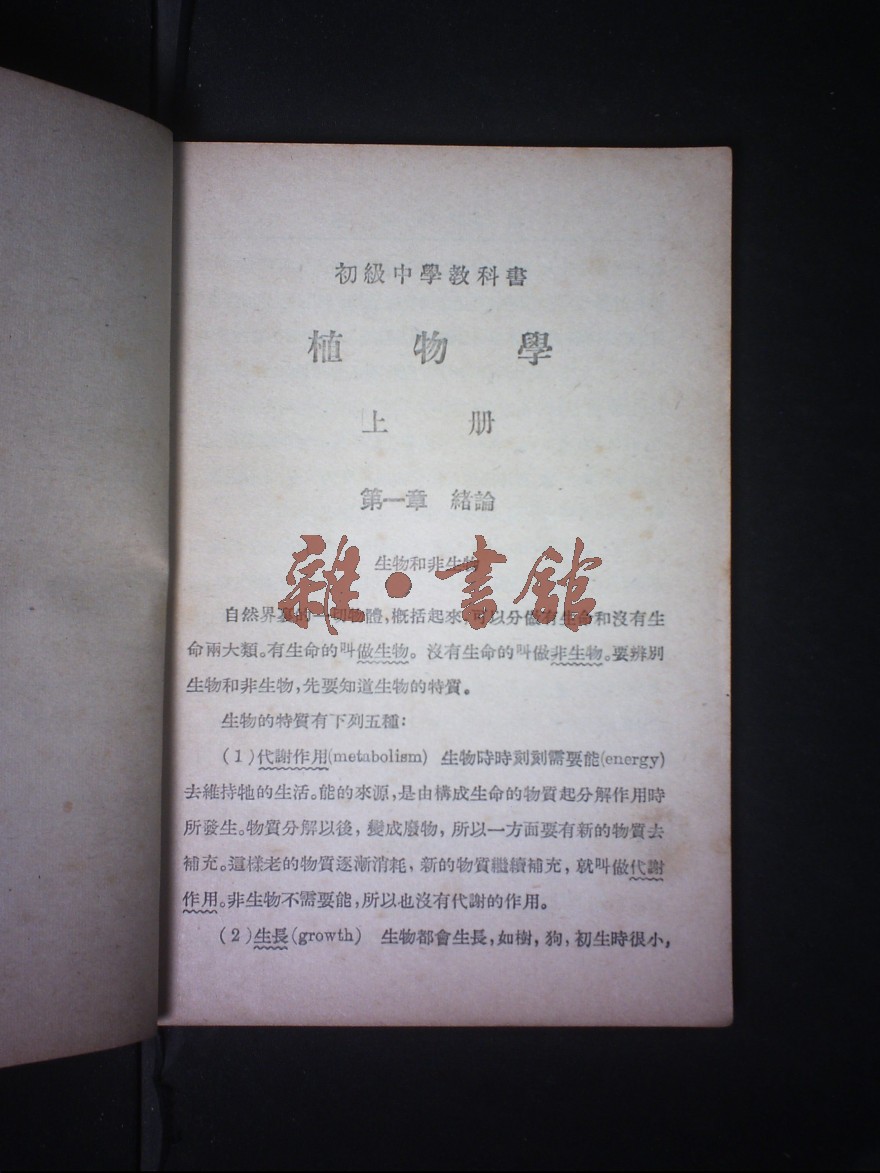 初級中學教科書
植物學
上册
第一章 緒論
生物和非生物
雜·書館
自然界裏的一切物體,概括起來,可以分做有生命和沒有生
命兩大類。有生命的叫做生物。沒有生命的叫做非生物。要辨別
生物和非生物,先要知道生物的特質。
生物的特質有下列五種:
(1)代謝作用(metabolism) 生物時時刻刻需要能(energy)
去維持牠的生活。能的來源,是由構成生命的物質起分解作用時
所發生。物質分解以後,變成廢物,所以一方面要有新的物質去
補充。這樣老的物質逐漸消耗,新的物質繼續補充,就叫做代謝
作用。非生物不需要能,所以也沒有代謝的作用。
(2)生長(growth) 生物都會生長,如樹,狗,初生時很小,